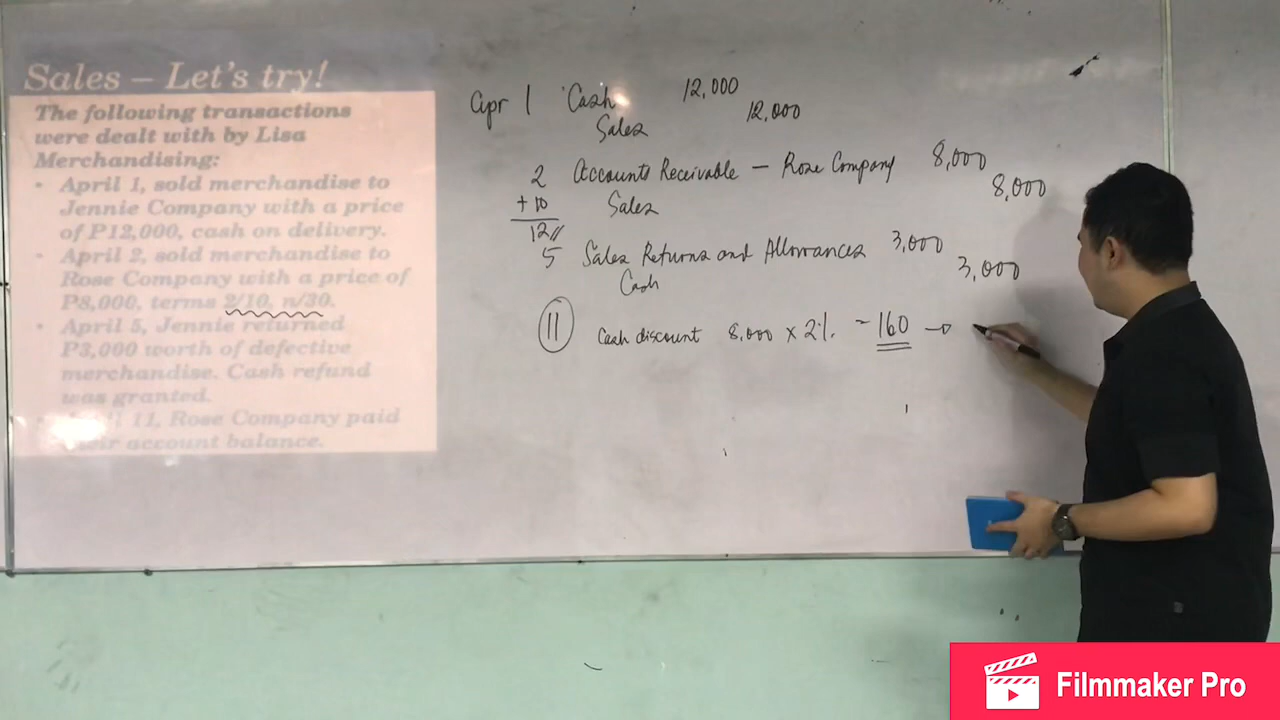 Sales – Let's try!
The following transactions
were dealt with by Lisa
Merchandising:
• April 1, sold merchandise to
Jennie Company with a price
of P12,000, cash on delivery.
• April 2, sold merchandise to
Rose Company with a price of
P8,000, terms 2/10, n/30.
• April 5, Jennie returned
P3,000 worth of defective
merchandise. Cash refund
was granted.
• 11, Rose Company paid
their account balance.
Apr 1 Cash 12,000
Sales 12,000
2 Accounts Receivable — Rose Company 8,000
+ 10 Sales 8,000
12//
5 Sales Returns and Allowances 3,000
Cash 3,000
11 Cash discount 8,000 × 2% = 160 →
Filmmaker Pro